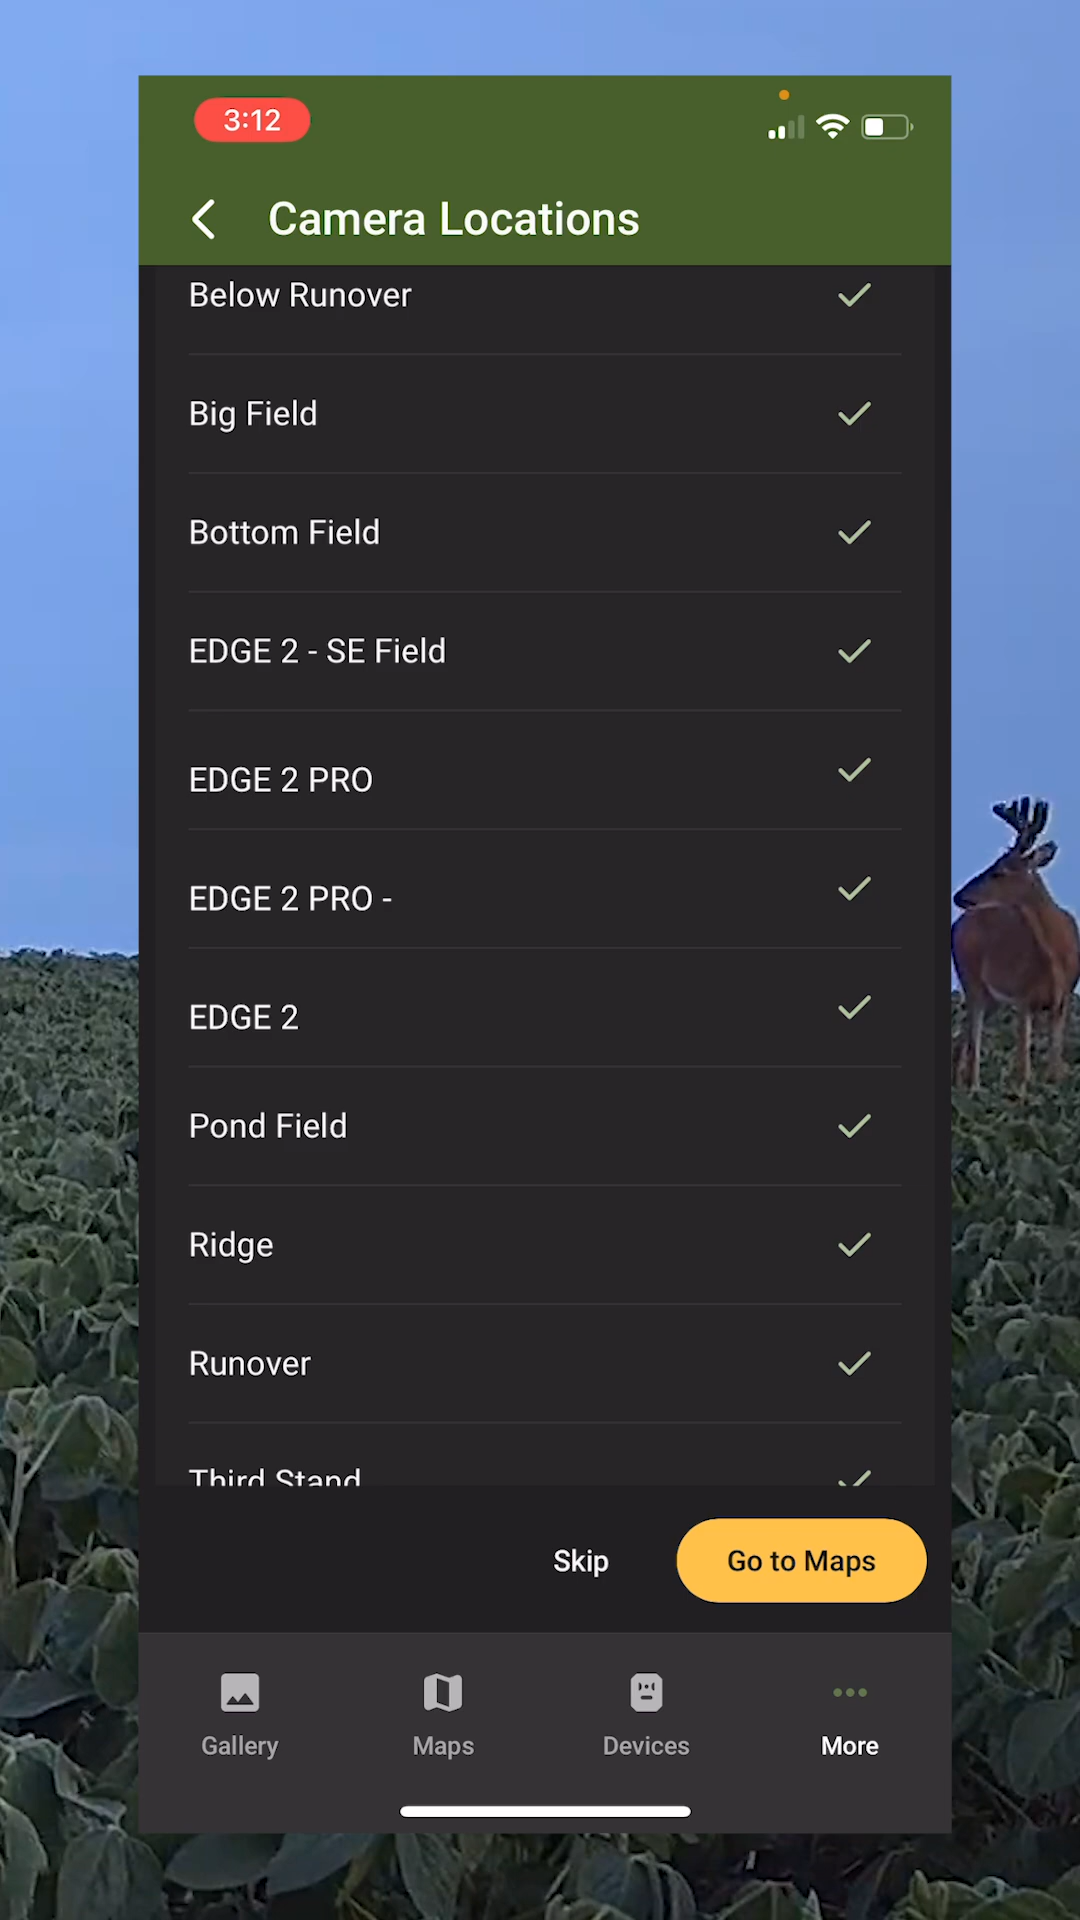 3:12
Camera Locations
Below Runover
Big Field
Bottom Field
EDGE 2 - SE Field
EDGE 2 PRO
EDGE 2 PRO -
EDGE 2
Pond Field
Ridge
Runover
Third Stand
Skip
Go to Maps
Gallery
Maps
Devices
More